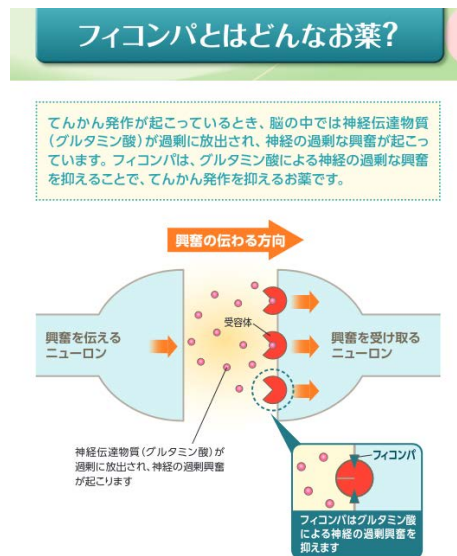 フィコンパとはどんなお薬?
てんかん発作が起こっているとき、脳の中では神経伝達物質
(グルタミン酸)が過剰に放出され、神経の過剰な興奮が起こっ
ています。フィコンパは、グルタミン酸による神経の過剰な興奮
を抑えることで、てんかん発作を抑えるお薬です。
興奮の伝わる方向
受容体
興奮を伝える
ニューロン
興奮を受け取る
ニューロン
神経伝達物質(グルタミン酸)が
過剰に放出され、神経の過剰興奮
が起こります
フィコンパ
フィコンパはグルタミン酸
による神経の過剰興奮を
抑えます